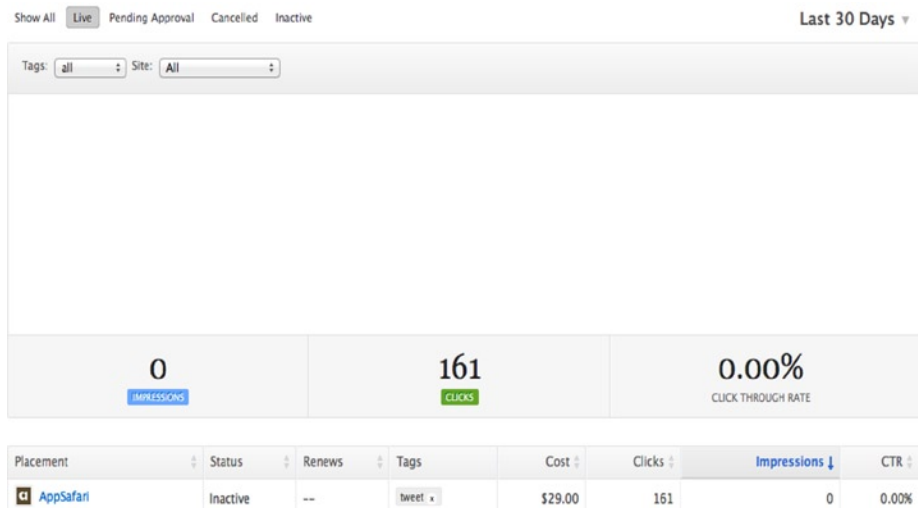 Show All Live Pending Approval Cancelled Inactive Last 30 Days
Tags: all Site: All
0 161 0.00%
IMPRESSIONS CLICKS CLICK THROUGH RATE
Placement Status Renews Tags Cost Clicks Impressions CTR
a AppSafari Inactive -- tweet x $29.00 161 0 0.00%